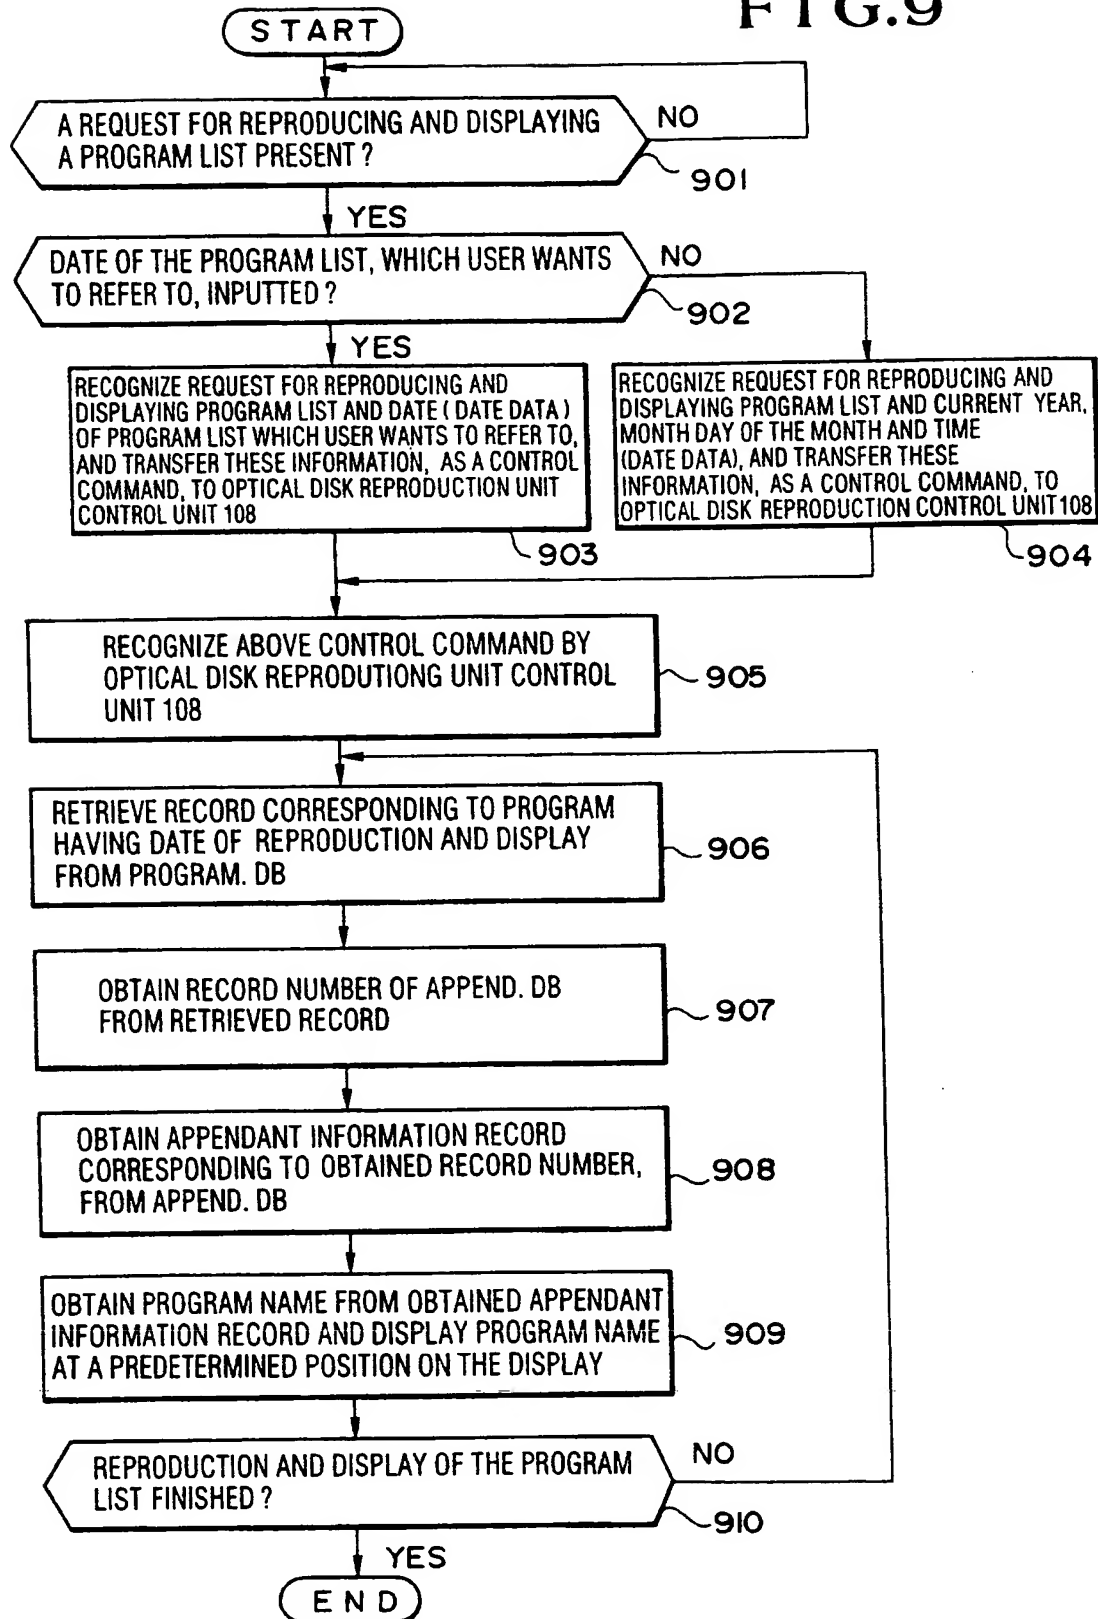 FIG.9
START
A REQUEST FOR REPRODUCING AND DISPLAYING
A PROGRAM LIST PRESENT ?
NO
901
YES
DATE OF THE PROGRAM LIST, WHICH USER WANTS
TO REFER TO, INPUTTED ?
NO
902
YES
RECOGNIZE REQUEST FOR REPRODUCING AND
DISPLAYING PROGRAM LIST AND DATE ( DATE DATA )
OF PROGRAM LIST WHICH USER WANTS TO REFER TO,
AND TRANSFER THESE INFORMATION, AS A CONTROL
COMMAND, TO OPTICAL DISK REPRODUCTION UNIT
CONTROL UNIT 108
903
RECOGNIZE REQUEST FOR REPRODUCING AND
DISPLAYING PROGRAM LIST AND CURRENT YEAR,
MONTH DAY OF THE MONTH AND TIME
(DATE DATA), AND TRANSFER THESE
INFORMATION, AS A CONTROL COMMAND, TO
OPTICAL DISK REPRODUCTION CONTROL UNIT 108
904
RECOGNIZE ABOVE CONTROL COMMAND BY
OPTICAL DISK REPRODUTIONG UNIT CONTROL
UNIT 108
905
RETRIEVE RECORD CORRESPONDING TO PROGRAM
HAVING DATE OF REPRODUCTION AND DISPLAY
FROM PROGRAM. DB
906
OBTAIN RECORD NUMBER OF APPEND. DB
FROM RETRIEVED RECORD
907
OBTAIN APPENDANT INFORMATION RECORD
CORRESPONDING TO OBTAINED RECORD NUMBER,
FROM APPEND. DB
908
OBTAIN PROGRAM NAME FROM OBTAINED APPENDANT
INFORMATION RECORD AND DISPLAY PROGRAM NAME
AT A PREDETERMINED POSITION ON THE DISPLAY
909
REPRODUCTION AND DISPLAY OF THE PROGRAM
LIST FINISHED ?
NO
910
YES
END